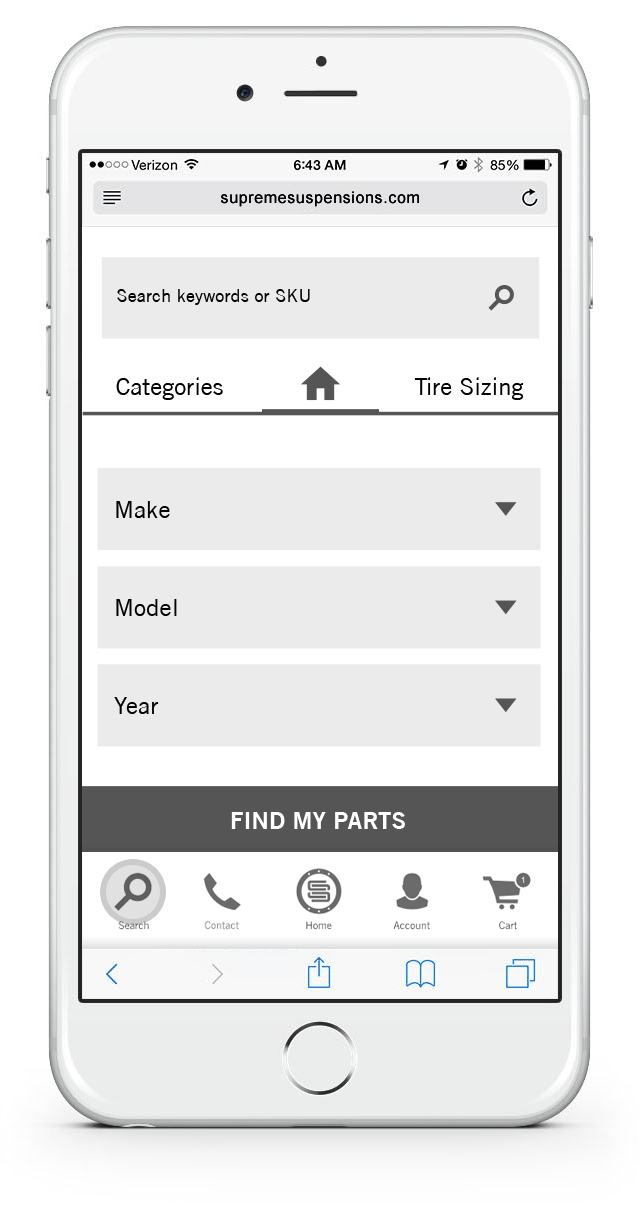 Verizon 6:43 AM 85%
supremesuspensions.com
Search keywords or SKU
Categories Tire Sizing
Make
Model
Year
FIND MY PARTS
1
Search Contact Home Account Cart